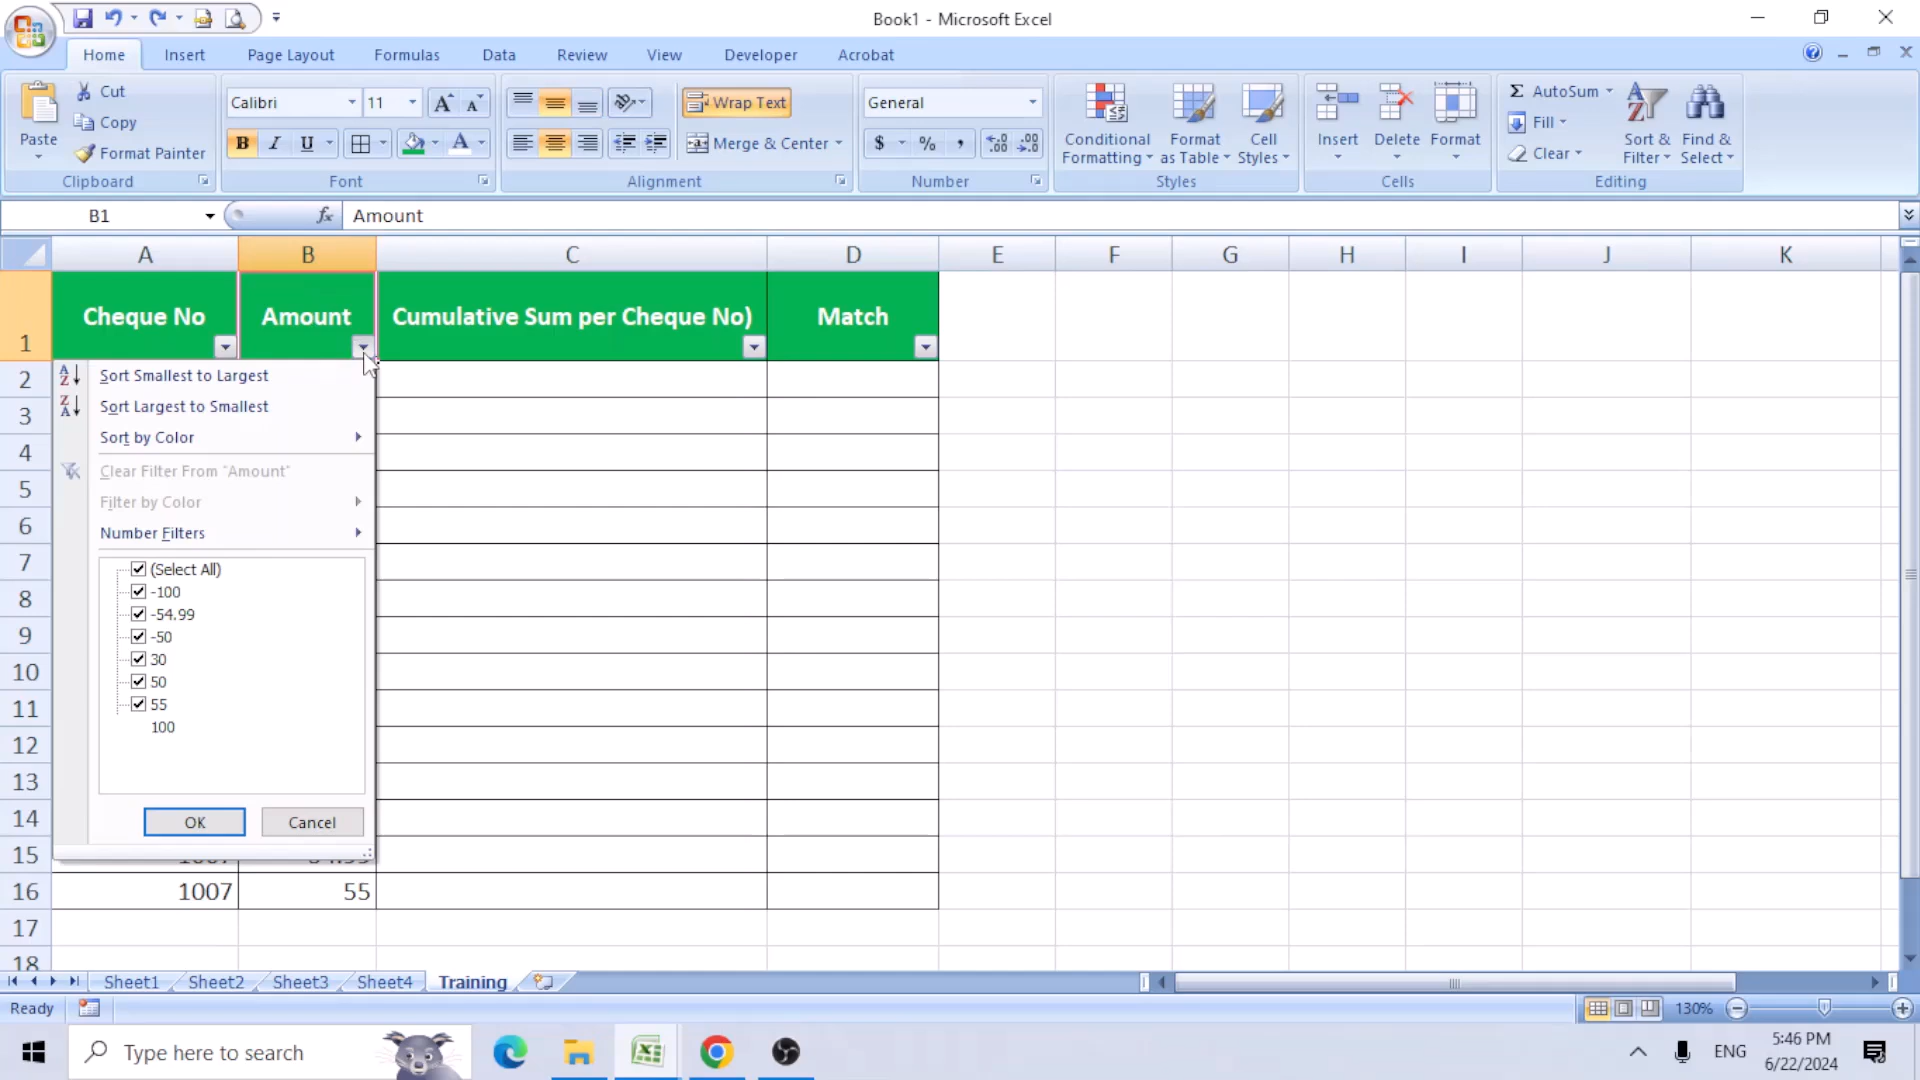 Book1 - Microsoft Excel
Home Insert Page Layout Formulas Data Review View Developer Acrobat
Paste
Cut
Copy
Format Painter
Clipboard
Calibri 11
B I U
Font
Wrap Text
Merge & Center
Alignment
General
$ % ,
Number
Conditional Formatting
Format as Table
Cell Styles
Styles
Insert Delete Format
Cells
Σ AutoSum
Fill
Clear
Sort & Filter
Find & Select
Editing
B1 fx Amount
A B C D E F G H I J K
1 Cheque No Amount Cumulative Sum per Cheque No) Match
Sort Smallest to Largest
Sort Largest to Smallest
Sort by Color
Clear Filter From "Amount"
Filter by Color
Number Filters
(Select All)
-100
-54.99
-50
30
50
55
100
OK Cancel
2
3
4
5
6
7
8
9
10
11
12
13
14
15
16 1007 55
17
18
Sheet1 Sheet2 Sheet3 Sheet4 Training
Ready 130%
Type here to search
ENG
5:46 PM
6/22/2024